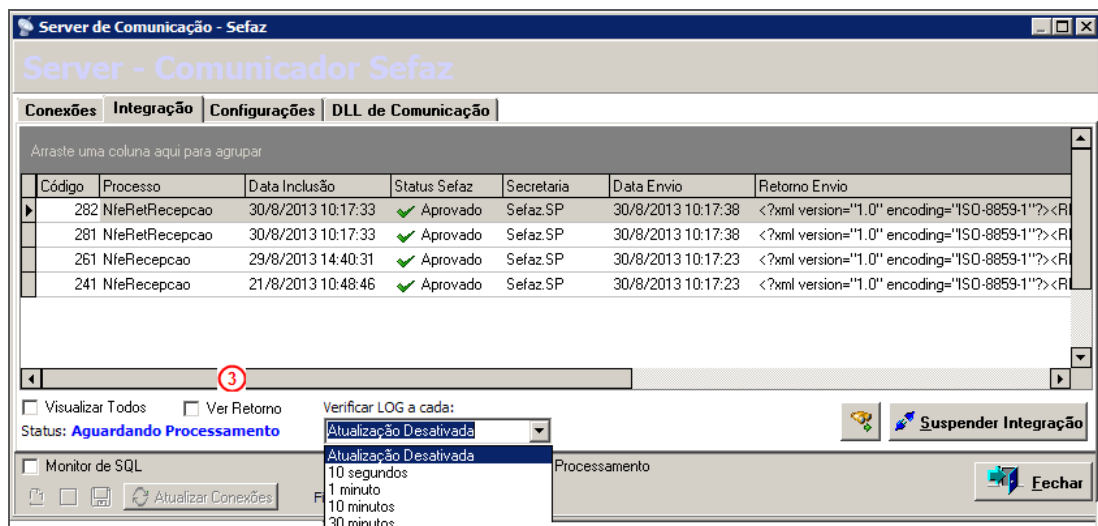 Server de Comunicação - Sefaz
Server - Comunicador Sefaz
Conexões Integração Configurações DLL de Comunicação
Arraste uma coluna aqui para agrupar
Código Processo Data Inclusão Status Sefaz Secretaria Data Envio Retorno Envio
282 NfeRetRecepcao 30/8/2013 10:17:33 Aprovado Sefaz.SP 30/8/2013 10:17:38 <?xml version="1.0" encoding="ISO-8859-1"?><RI
281 NfeRetRecepcao 30/8/2013 10:17:33 Aprovado Sefaz.SP 30/8/2013 10:17:38 <?xml version="1.0" encoding="ISO-8859-1"?><RI
261 NfeRecepcao 29/8/2013 14:40:31 Aprovado Sefaz.SP 30/8/2013 10:17:23 <?xml version="1.0" encoding="ISO-8859-1"?><RI
241 NfeRecepcao 21/8/2013 10:48:46 Aprovado Sefaz.SP 30/8/2013 10:17:23 <?xml version="1.0" encoding="ISO-8859-1"?><RI
3
Visualizar Todos Ver Retorno Verificar LOG a cada:
Status: Aguardando Processamento Atualização Desativada Suspender Integração
Atualização Desativada
Monitor de SQL 10 segundos Processamento
1 minuto Fechar
Atualizar Conexões 10 minutos
30 minutos